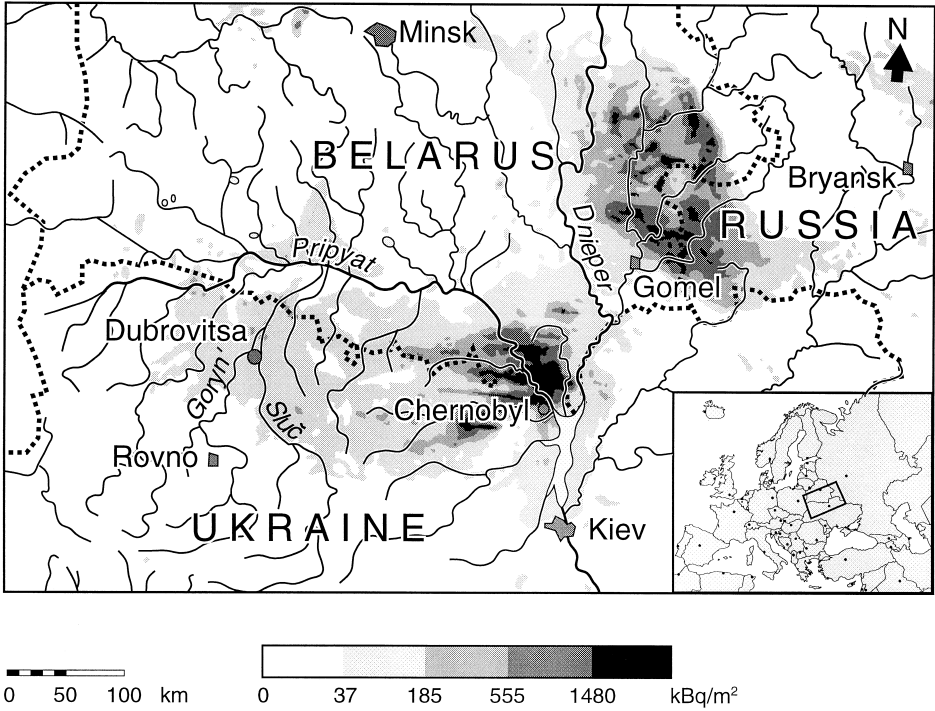 Minsk
N
BELARUS
Bryansk
RUSSIA
Dnieper
Pripyat
Gomel
Dubrovitsa
Goryn'
Sluč
Chernobyl
Rovno
UKRAINE
Kiev
0 50 100 km
0 37 185 555 1480 kBq/m²